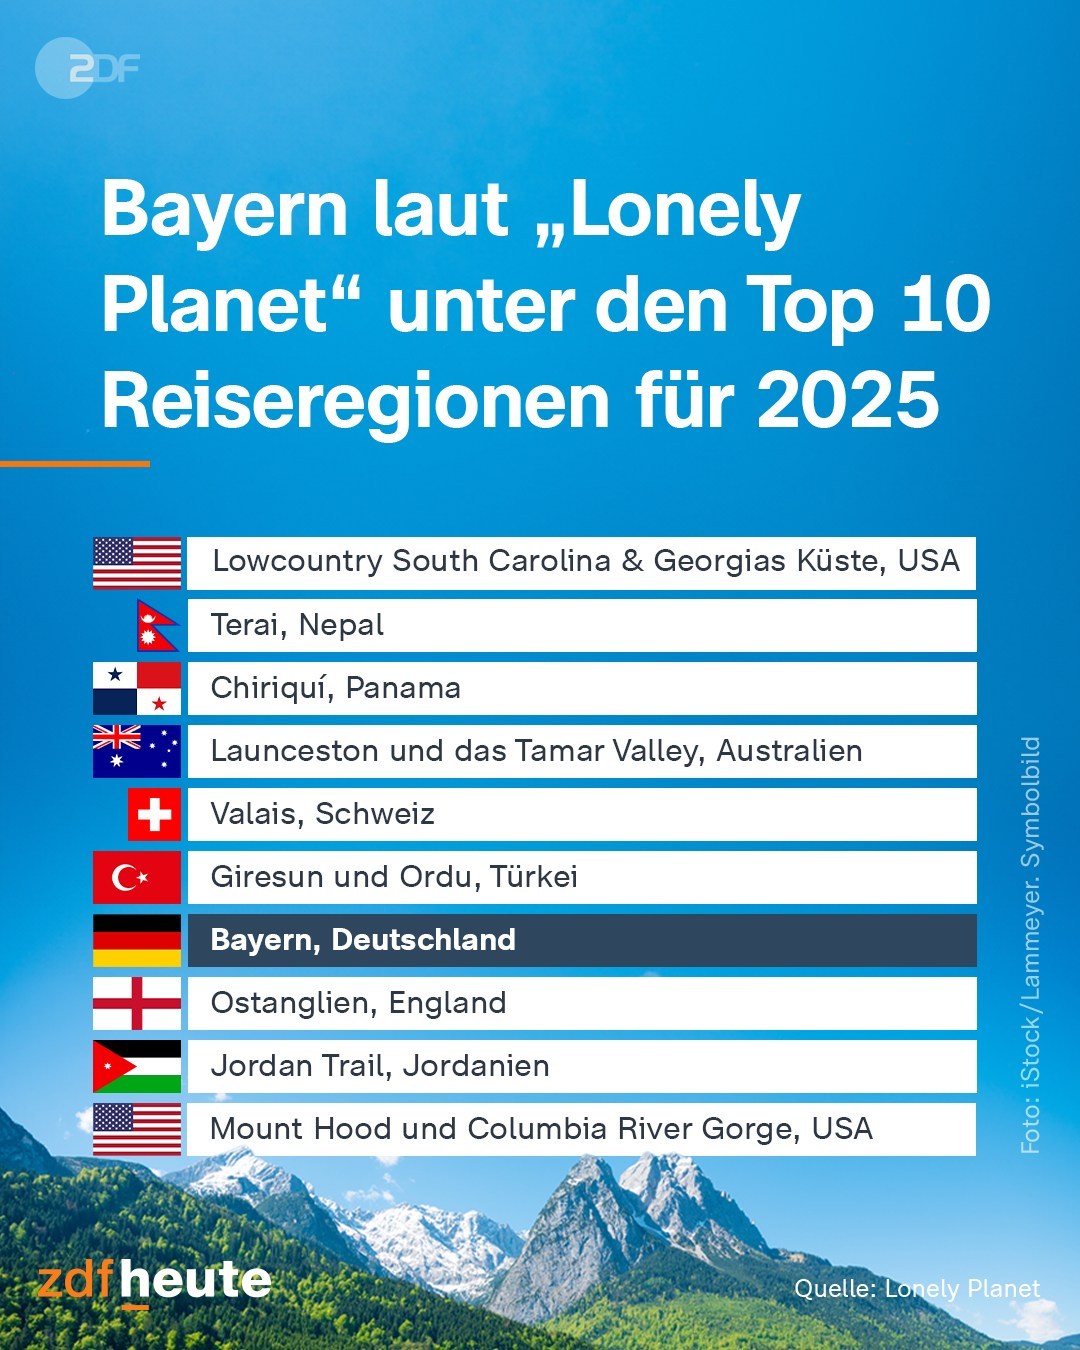 ZDF
Bayern laut „Lonely
Planet“ unter den Top 10
Reiseregionen für 2025
Lowcountry South Carolina & Georgias Küste, USA
Terai, Nepal
Chiriquí, Panama
Launceston und das Tamar Valley, Australien
Valais, Schweiz
Giresun und Ordu, Türkei
Bayern, Deutschland
Ostanglien, England
Jordan Trail, Jordanien
Mount Hood und Columbia River Gorge, USA
Foto: iStock/Lammeyer. Symbolbild
zdfheute
Quelle: Lonely Planet